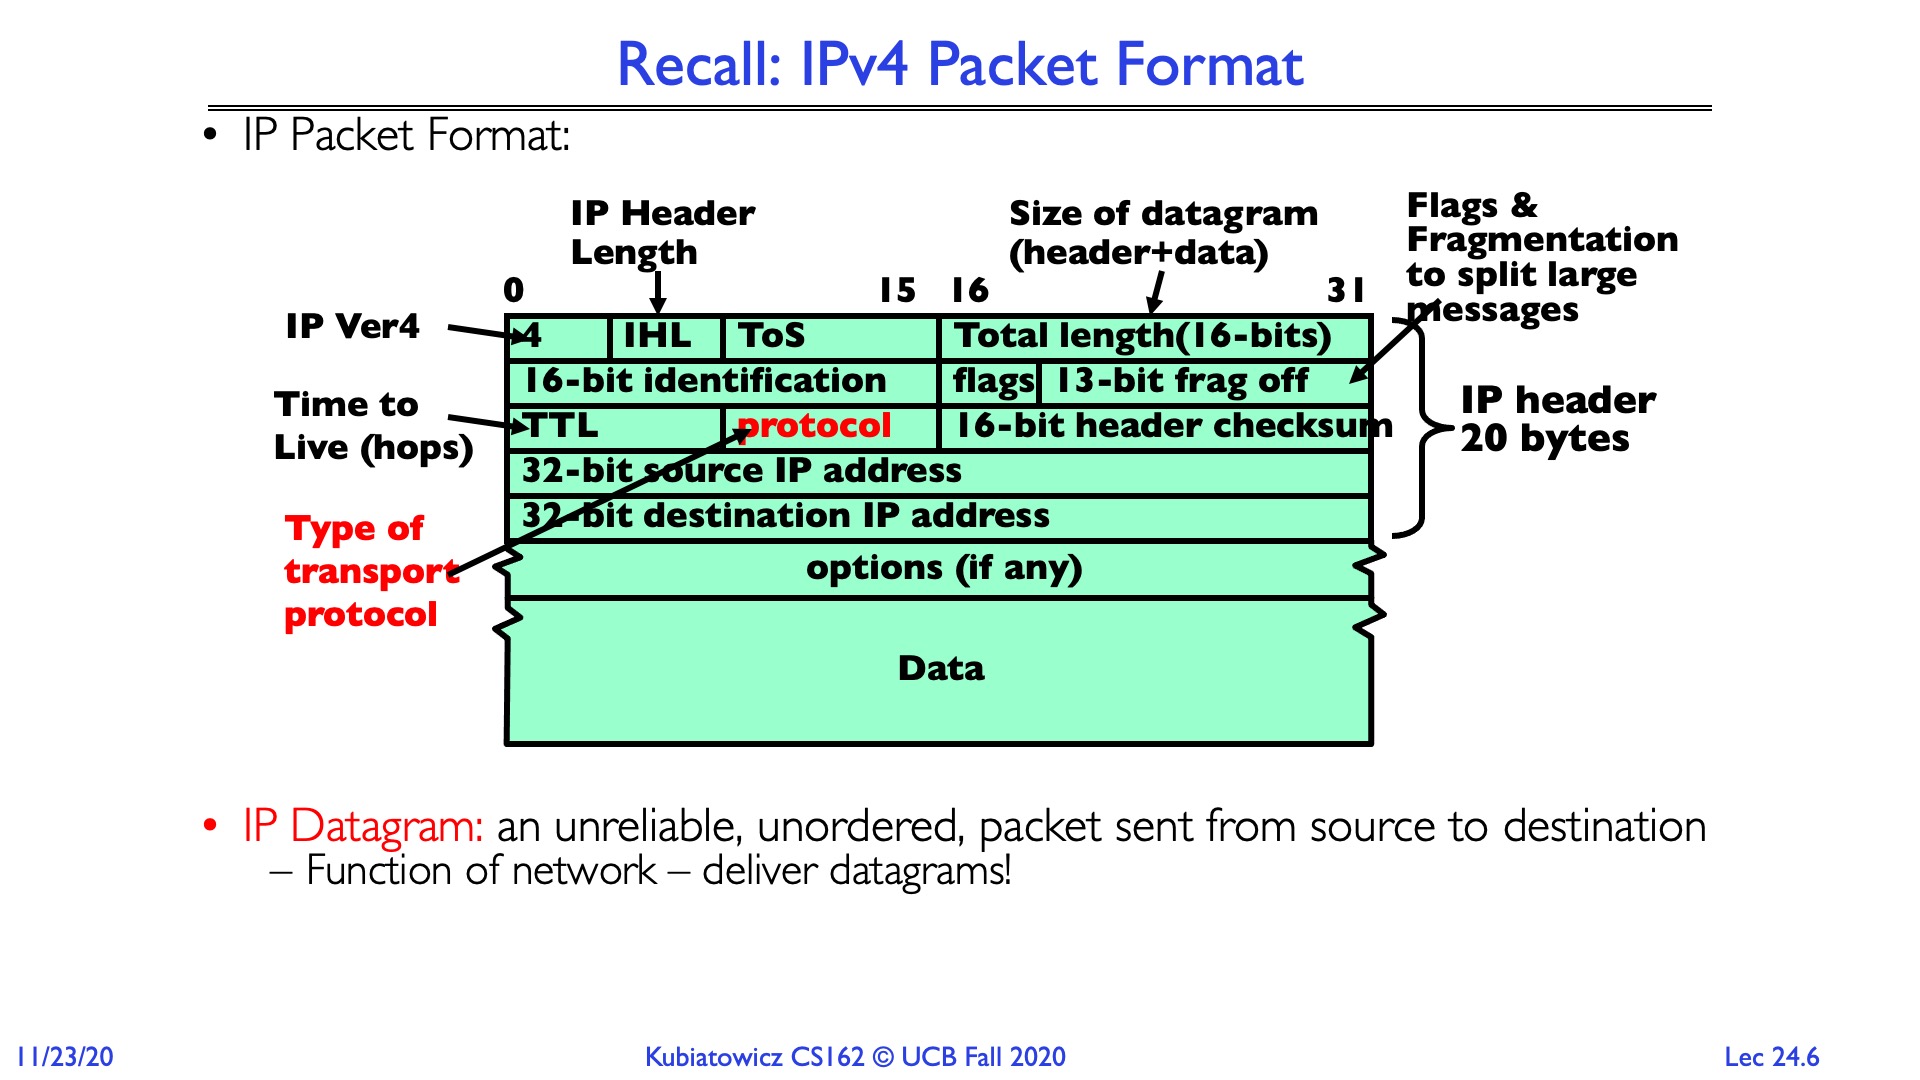 Recall: IPv4 Packet Format
• IP Packet Format:
IP Header
Length
Size of datagram
(header+data)
Flags &
Fragmentation
to split large
messages
0 15 16 31
IP Ver4
4 IHL ToS Total length(16-bits)
16-bit identification flags 13-bit frag off
Time to
Live (hops)
TTL protocol 16-bit header checksum
IP header
20 bytes
32-bit source IP address
32-bit destination IP address
Type of
transport
protocol
options (if any)
Data
• IP Datagram: an unreliable, unordered, packet sent from source to destination
– Function of network – deliver datagrams!
11/23/20 Kubiatowicz CS162 © UCB Fall 2020 Lec 24.6